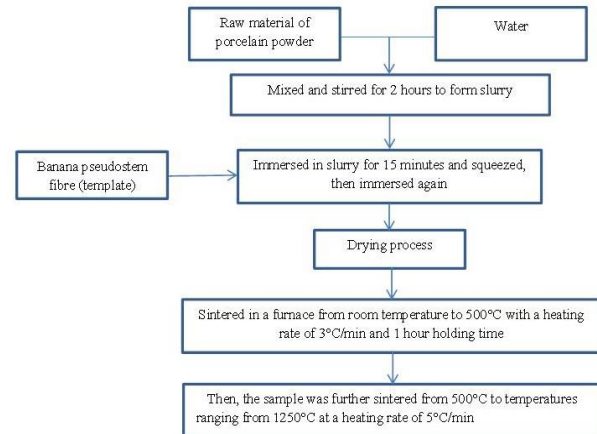 Raw material of
porcelain powder
Water
Mixed and stirred for 2 hours to form slurry
Banana pseudostem
fibre (template)
Immersed in slurry for 15 minutes and squeezed,
then immersed again
Drying process
Sintered in a furnace from room temperature to 500°C with a heating
rate of 3°C/min and 1 hour holding time
Then, the sample was further sintered from 500°C to temperatures
ranging from 1250°C at a heating rate of 5°C/min